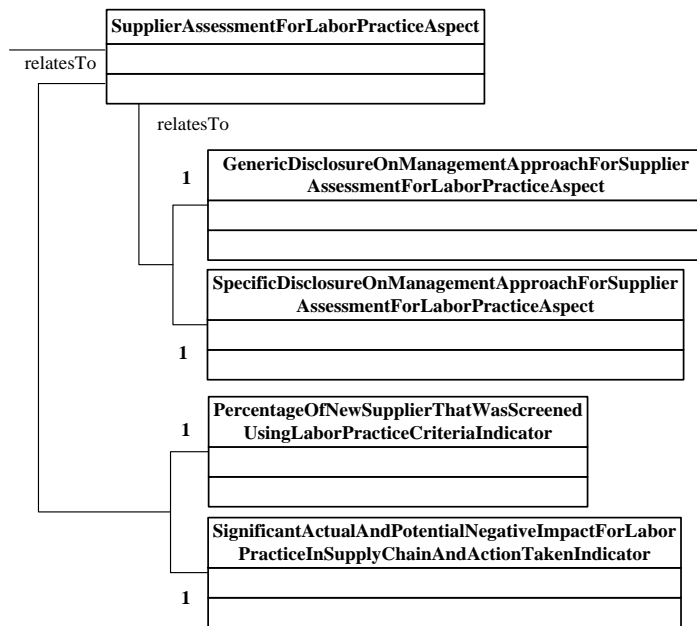 SupplierAssessmentForLaborPracticeAspect
relatesTo
relatesTo
1
GenericDisclosureOnManagementApproachForSupplier
AssessmentForLaborPracticeAspect
SpecificDisclosureOnManagementApproachForSupplier
AssessmentForLaborPracticeAspect
1
1
PercentageOfNewSupplierThatWasScreened
UsingLaborPracticeCriteriaIndicator
SignificantActualAndPotentialNegativeImpactForLabor
PracticeInSupplyChainAndActionTakenIndicator
1